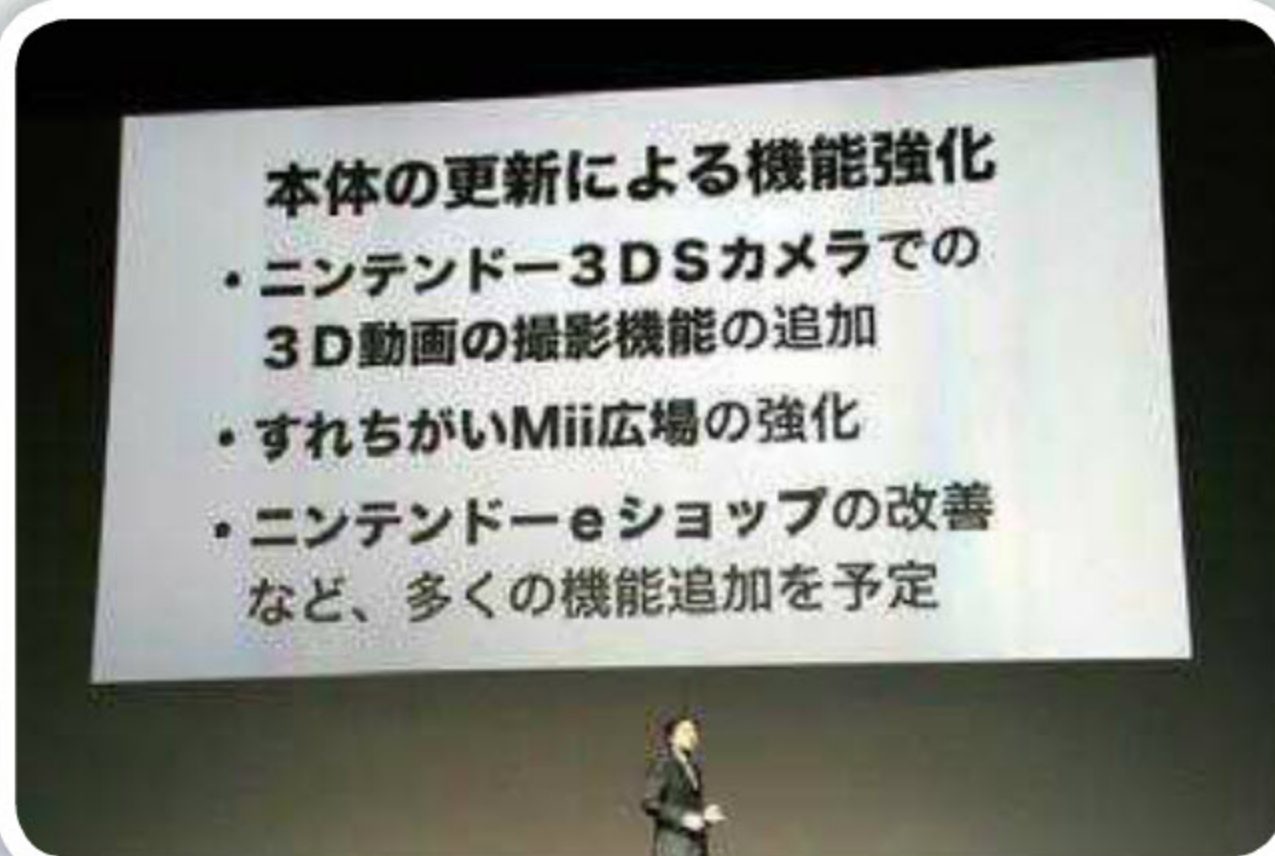 本体の更新による機能強化
・ニンテンドー３ＤＳカメラでの
３Ｄ動画の撮影機能の追加
・すれちがいMii広場の強化
・ニンテンドーｅショップの改善
など、多くの機能追加を予定